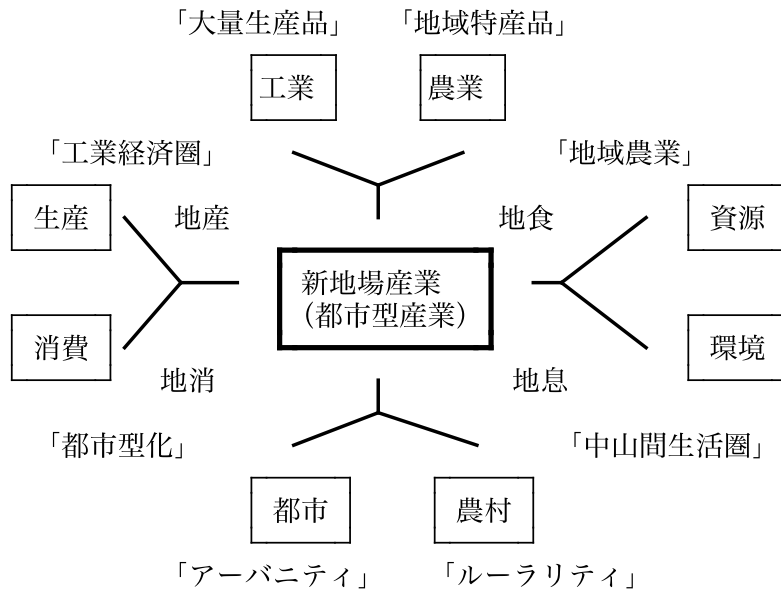 「大量生産品」
「地域特産品」
工業
農業
「工業経済圏」
「地域農業」
生産
地産
地食
資源
新地場産業
（都市型産業）
消費
地消
地息
環境
「都市型化」
「中山間生活圏」
都市
農村
「アーバニティ」
「ルーラリティ」